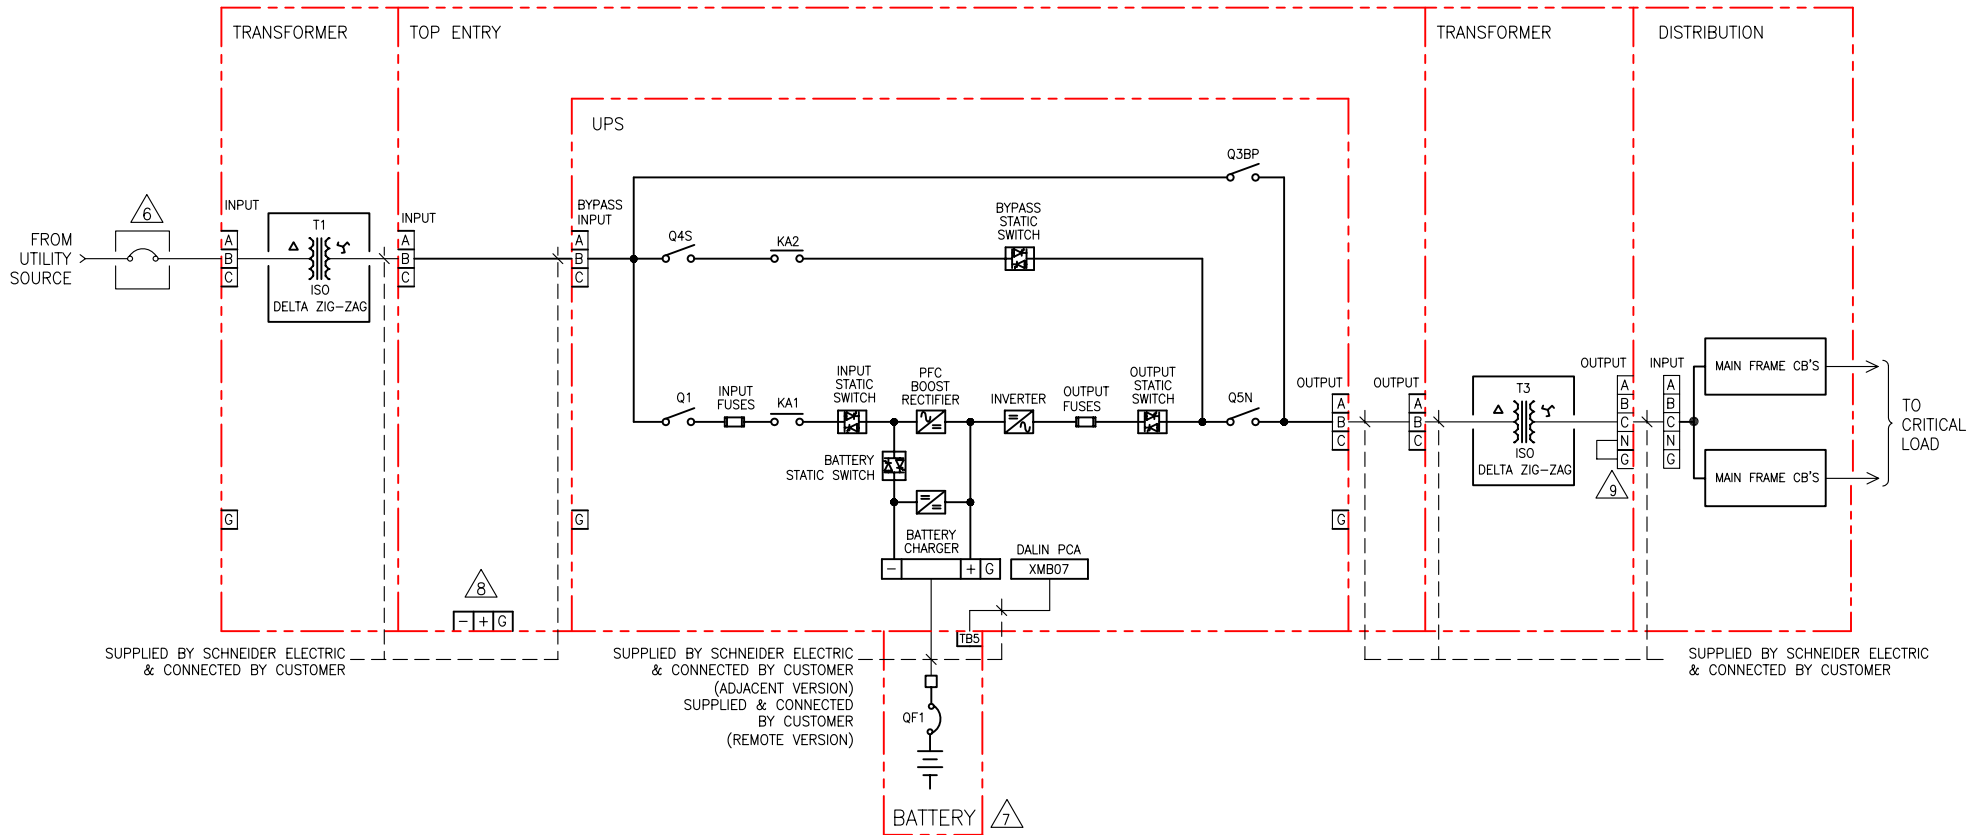 TRANSFORMER
TOP ENTRY
TRANSFORMER
DISTRIBUTION
UPS
Q3BP
6
INPUT
T1
INPUT
BYPASS
INPUT
Q4S
KA2
BYPASS
STATIC
SWITCH
FROM
UTILITY
SOURCE
A
B
C
ISO
DELTA ZIG-ZAG
A
B
C
A
B
C
Q1
INPUT
FUSES
KA1
INPUT
STATIC
SWITCH
PFC
BOOST
RECTIFIER
INVERTER
OUTPUT
FUSES
OUTPUT
STATIC
SWITCH
Q5N
OUTPUT
A
B
C
OUTPUT
A
B
C
T3
ISO
DELTA ZIG-ZAG
OUTPUT
A
B
C
N
G
9
INPUT
A
B
C
N
G
MAIN FRAME CB'S
MAIN FRAME CB'S
TO
CRITICAL
LOAD
BATTERY
STATIC SWITCH
BATTERY
CHARGER
- + G
DALIN PCA
XMB07
G
G
G
8
- + G
TB5
SUPPLIED BY SCHNEIDER ELECTRIC
& CONNECTED BY CUSTOMER
SUPPLIED BY SCHNEIDER ELECTRIC
& CONNECTED BY CUSTOMER
(ADJACENT VERSION)
SUPPLIED & CONNECTED
BY CUSTOMER
(REMOTE VERSION)
SUPPLIED BY SCHNEIDER ELECTRIC
& CONNECTED BY CUSTOMER
QF1
BATTERY
7